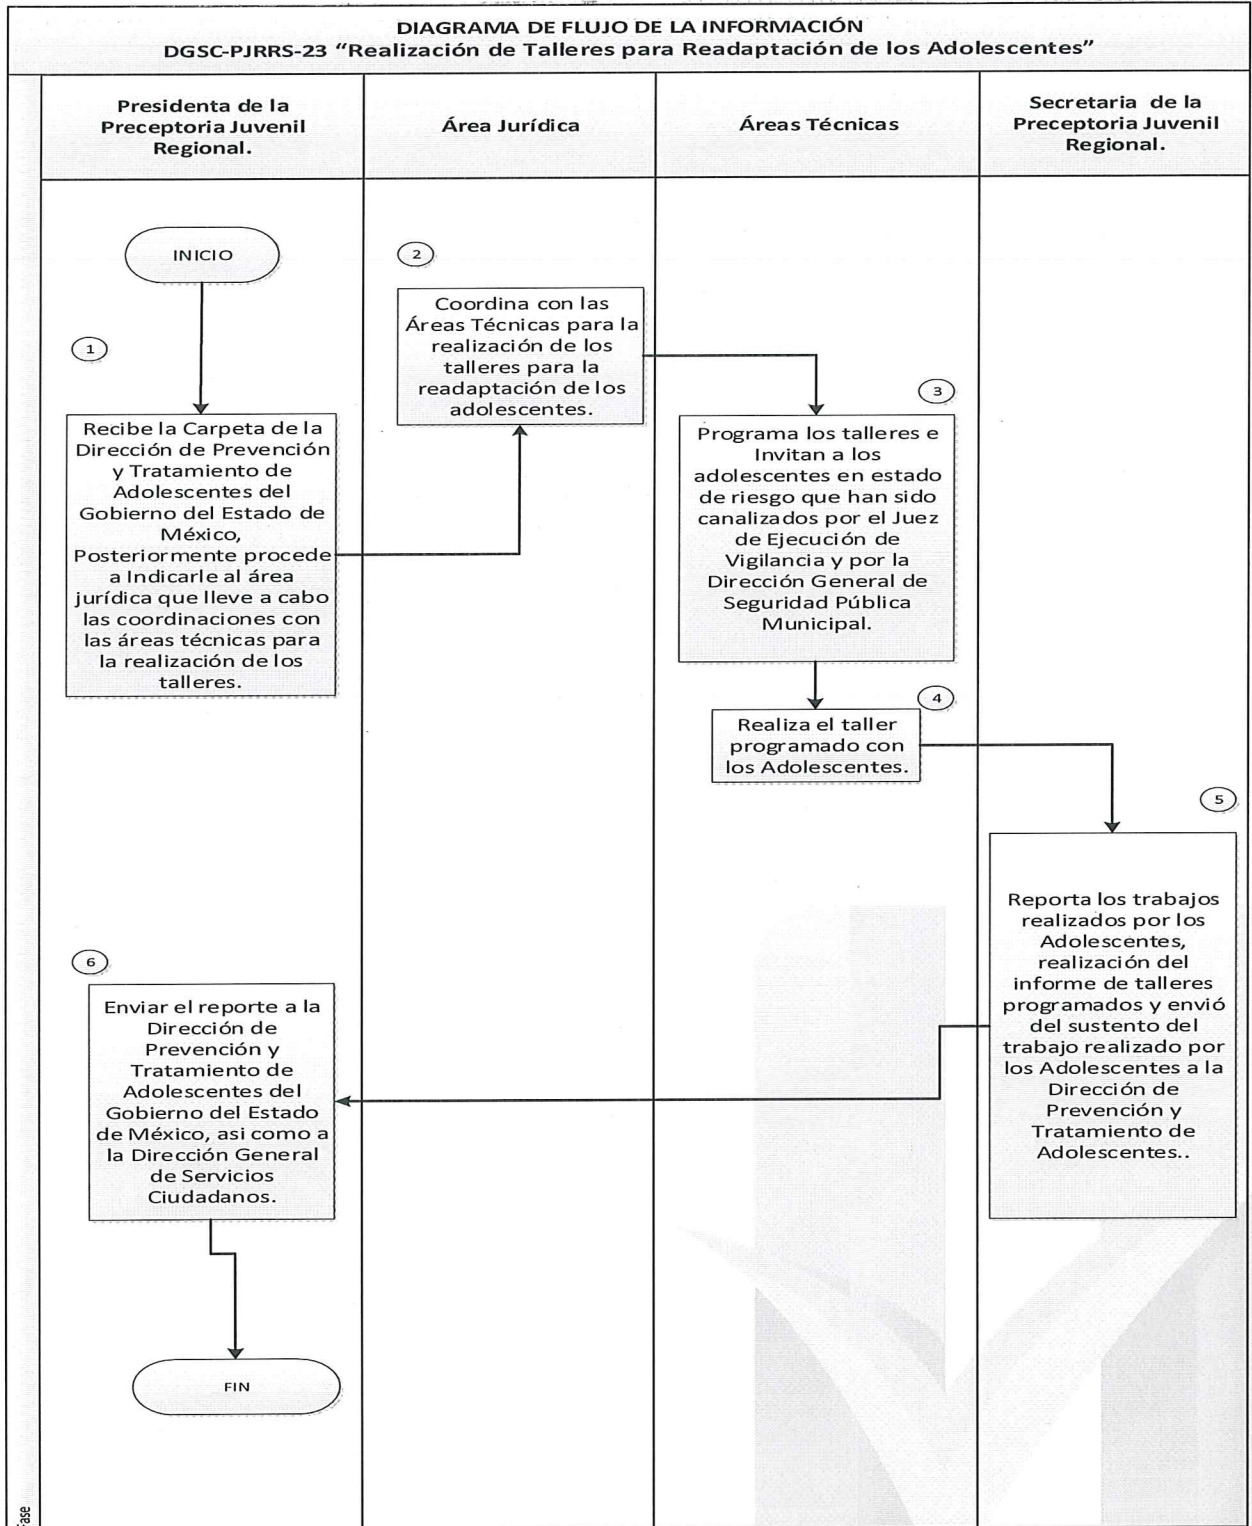 DIAGRAMA DE FLUJO DE LA INFORMACIÓN
DGSC-PJRRS-23 “Realización de Talleres para Readaptación de los Adolescentes”
Presidenta de la
Preceptoria Juvenil
Regional.
Área Jurídica
Áreas Técnicas
Secretaria de la
Preceptoria Juvenil
Regional.
INICIO
1
Recibe la Carpeta de la
Dirección de Prevención
y Tratamiento de
Adolescentes del
Gobierno del Estado de
México,
Posteriormente procede
a Indicarle al área
jurídica que lleve a cabo
las coordinaciones con
las áreas técnicas para
la realización de los
talleres.
2
Coordina con las
Áreas Técnicas para la
realización de los
talleres para la
readaptación de los
adolescentes.
3
Programa los talleres e
Invitan a los
adolescentes en estado
de riesgo que han sido
canalizados por el Juez
de Ejecución de
Vigilancia y por la
Dirección General de
Seguridad Pública
Municipal.
4
Realiza el taller
programado con
los Adolescentes.
5
Reporta los trabajos
realizados por los
Adolescentes,
realización del
informe de talleres
programados y envió
del sustento del
trabajo realizado por
los Adolescentes a la
Dirección de
Prevención y
Tratamiento de
Adolescentes..
6
Enviar el reporte a la
Dirección de
Prevención y
Tratamiento de
Adolescentes del
Gobierno del Estado
de México, asi como a
la Dirección General
de Servicios
Ciudadanos.
FIN
Fase